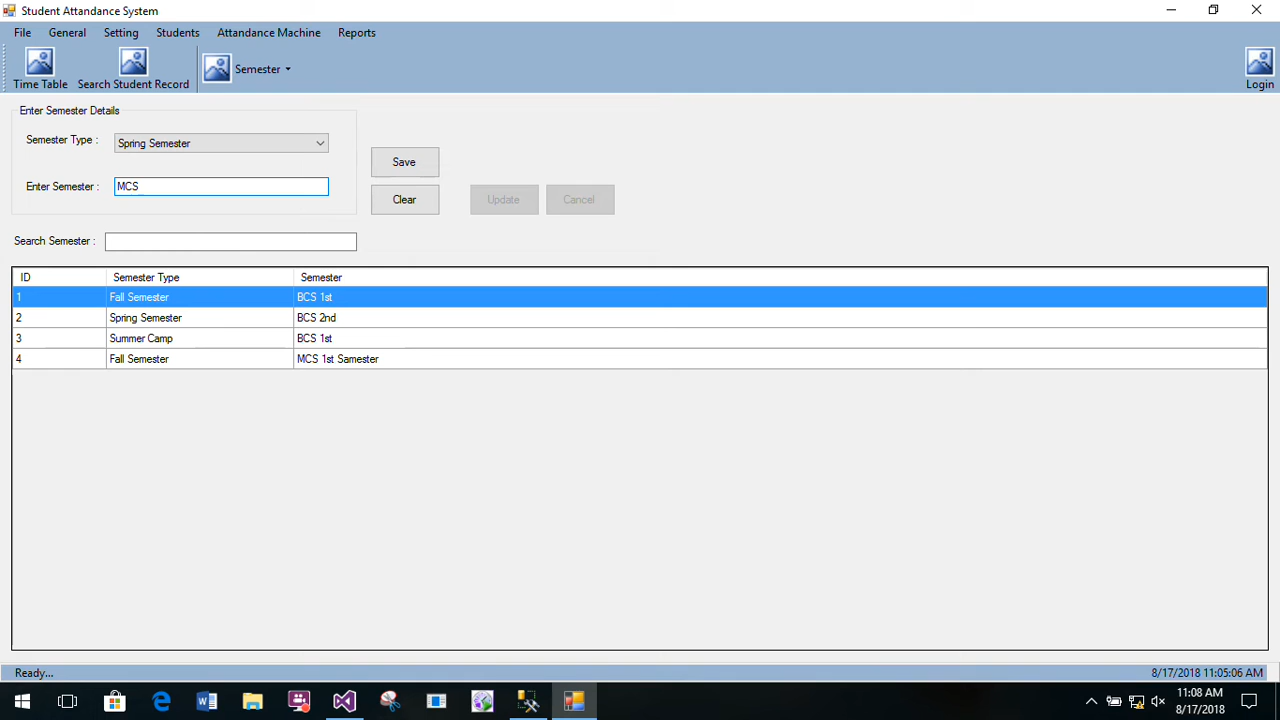 Student Attandance System
File General Setting Students Attandance Machine Reports
Time Table Search Student Record Semester Login
Enter Semester Details
Semester Type : Spring Semester
Enter Semester : MCS
Save
Clear Update Cancel
Search Semester :
ID Semester Type Semester
1 Fall Semester BCS 1st
2 Spring Semester BCS 2nd
3 Summer Camp BCS 1st
4 Fall Semester MCS 1st Samester
Ready... 8/17/2018 11:05:06 AM
11:08 AM
8/17/2018